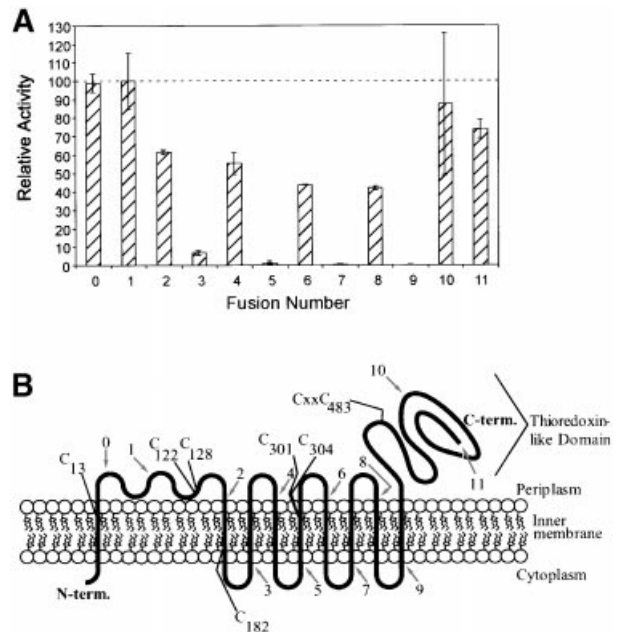 A
Relative Activity
130
120
110
100
90
80
70
60
50
40
30
20
10
0
0 1 2 3 4 5 6 7 8 9 10 11
Fusion Number
B
10
CxxC483
C-term.
Thioredoxin-
like Domain
0
1
C122 C128
C301 C304
C13
2
4
6
8
11
Periplasm
Inner
membrane
Cytoplasm
N-term.
3
5
7
9
C182